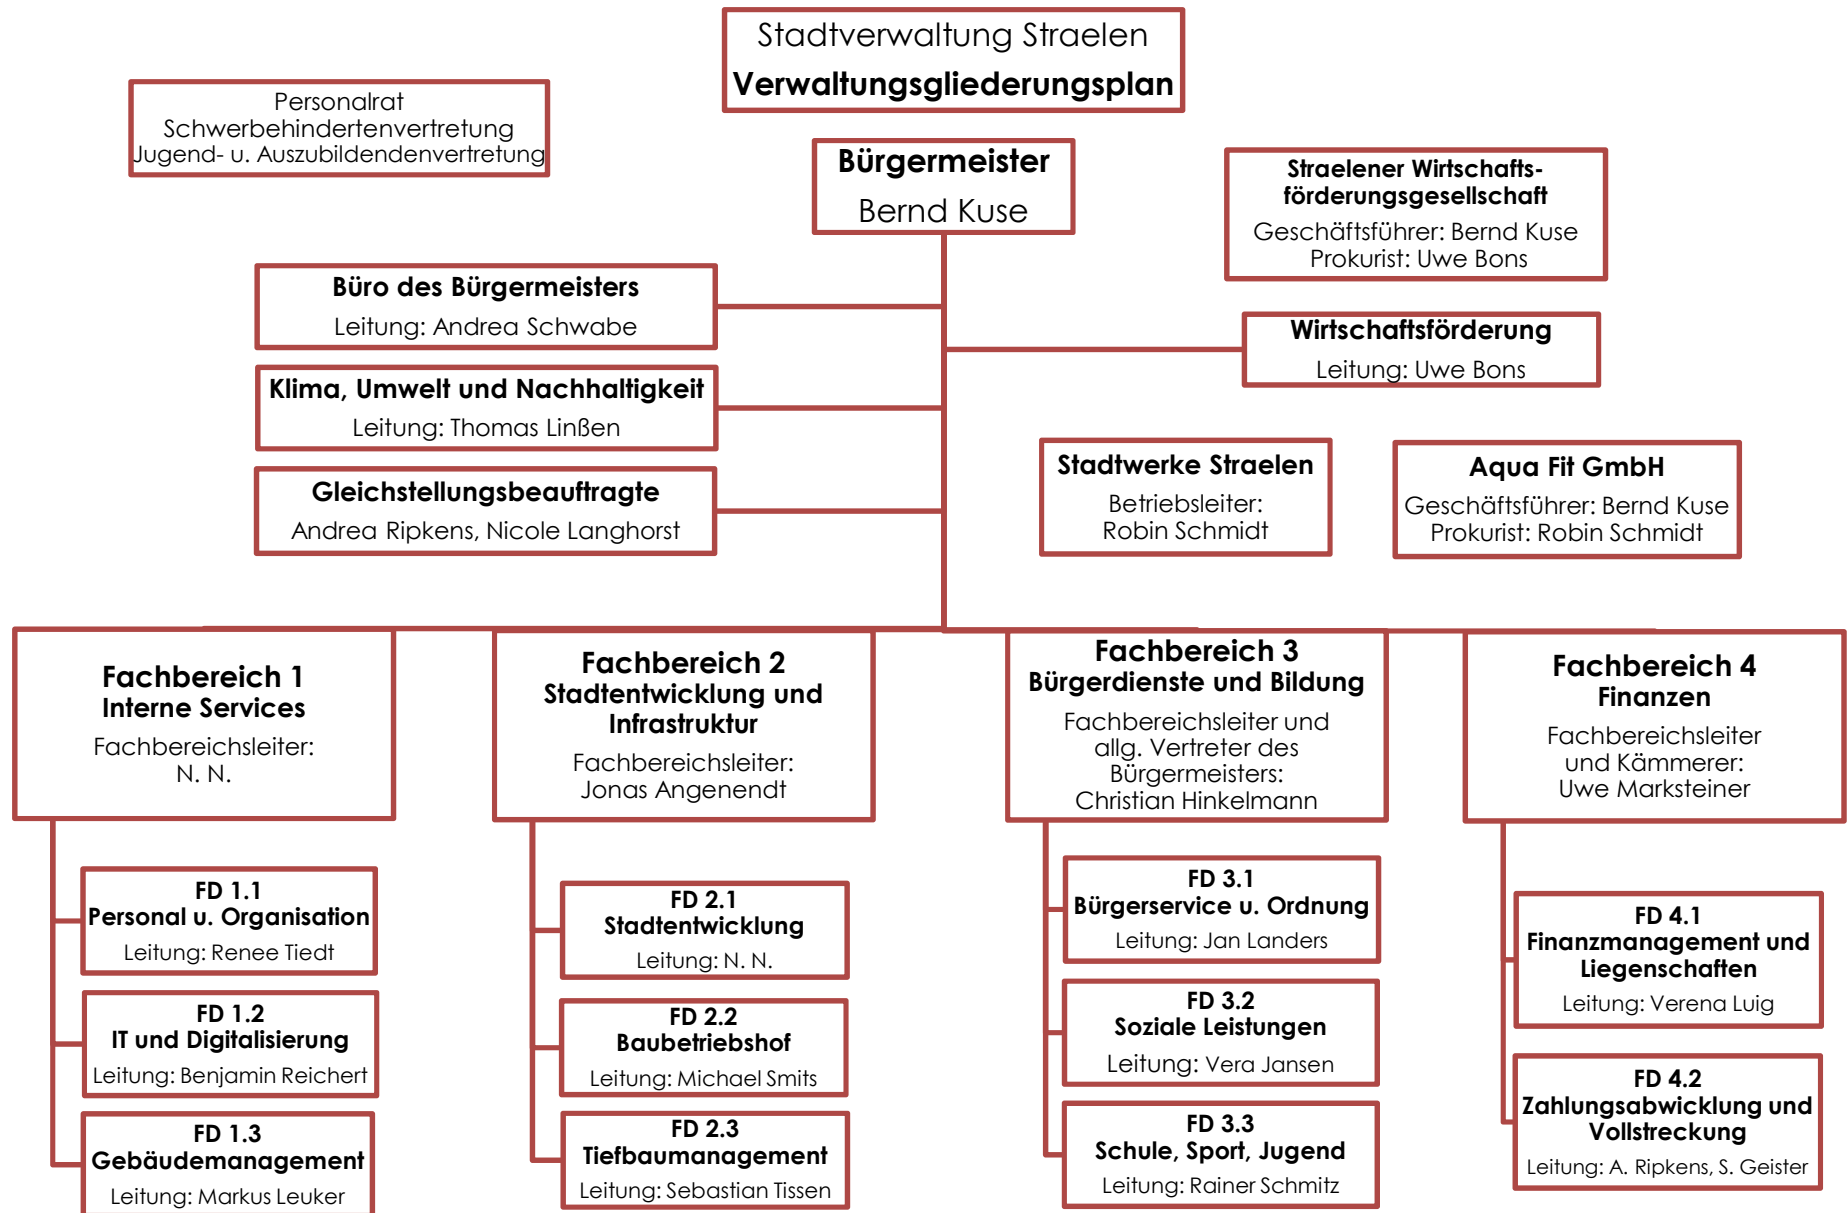 Stadtverwaltung Straelen
Verwaltungsgliederungsplan
Personalrat
Schwerbehindertenvertretung
Jugend- u. Auszubildendenvertretung
Bürgermeister
Bernd Kuse
Straelener Wirtschafts-
förderungsgesellschaft
Geschäftsführer: Bernd Kuse
Prokurist: Uwe Bons
Büro des Bürgermeisters
Leitung: Andrea Schwabe
Wirtschaftsförderung
Leitung: Uwe Bons
Klima, Umwelt und Nachhaltigkeit
Leitung: Thomas Linßen
Gleichstellungsbeauftragte
Andrea Ripkens, Nicole Langhorst
Stadtwerke Straelen
Betriebsleiter:
Robin Schmidt
Aqua Fit GmbH
Geschäftsführer: Bernd Kuse
Prokurist: Robin Schmidt
Fachbereich 1
Interne Services
Fachbereichsleiter:
N. N.
FD 1.1
Personal u. Organisation
Leitung: Renee Tiedt
FD 1.2
IT und Digitalisierung
Leitung: Benjamin Reichert
FD 1.3
Gebäudemanagement
Leitung: Markus Leuker
Fachbereich 2
Stadtentwicklung und
Infrastruktur
Fachbereichsleiter:
Jonas Angenendt
FD 2.1
Stadtentwicklung
Leitung: N. N.
FD 2.2
Baubetriebshof
Leitung: Michael Smits
FD 2.3
Tiefbaumanagement
Leitung: Sebastian Tissen
Fachbereich 3
Bürgerdienste und Bildung
Fachbereichsleiter und
allg. Vertreter des
Bürgermeisters:
Christian Hinkelmann
FD 3.1
Bürgerservice u. Ordnung
Leitung: Jan Landers
FD 3.2
Soziale Leistungen
Leitung: Vera Jansen
FD 3.3
Schule, Sport, Jugend
Leitung: Rainer Schmitz
Fachbereich 4
Finanzen
Fachbereichsleiter
und Kämmerer:
Uwe Marksteiner
FD 4.1
Finanzmanagement und
Liegenschaften
Leitung: Verena Luig
FD 4.2
Zahlungsabwicklung und
Vollstreckung
Leitung: A. Ripkens, S. Geister